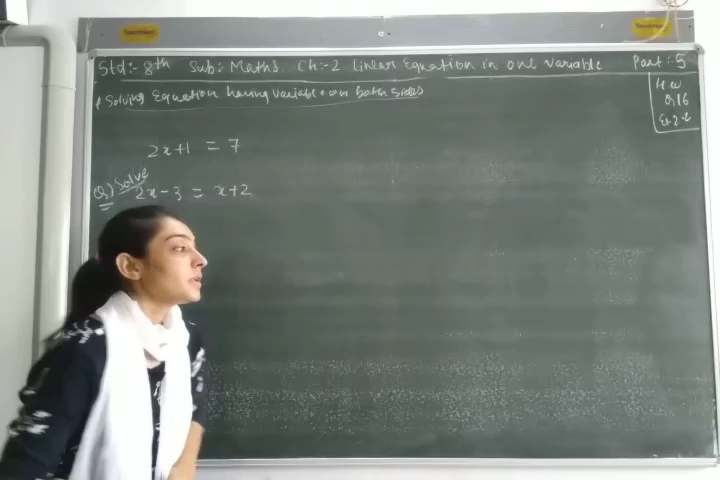 Std:- 8th Sub:- Maths Ch:-2 Linear Equation in one variable Part:-5
* Solving Equation having variable on both sides
H.W
Q.16
Ex 2.2
2x+1 = 7
Q) Solve
2x-3 = x+2